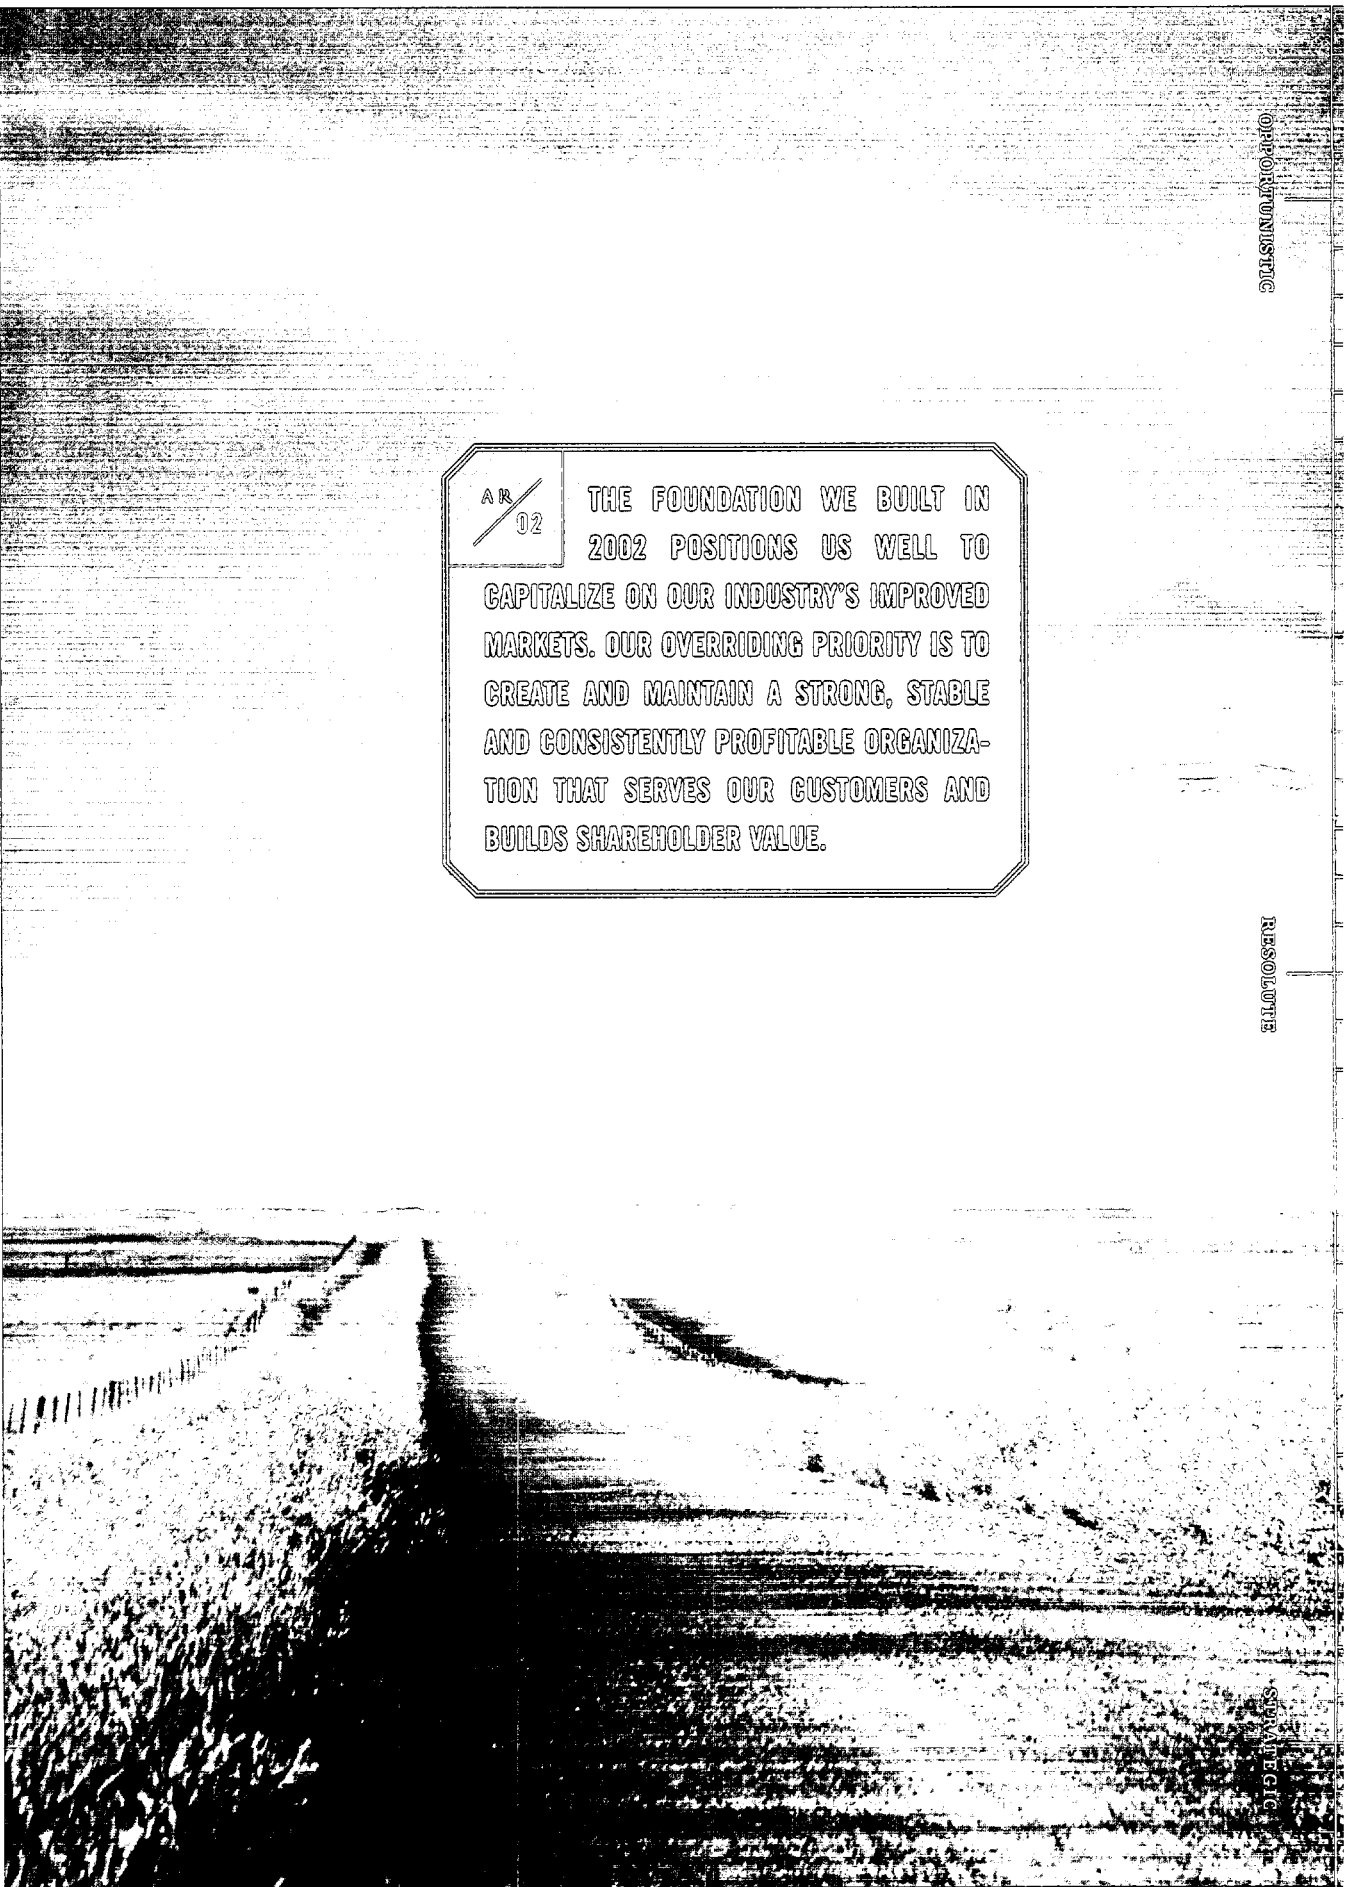 OPPORTUNISTIC
AR/02
THE FOUNDATION WE BUILT IN
2002 POSITIONS US WELL TO
CAPITALIZE ON OUR INDUSTRY'S IMPROVED
MARKETS. OUR OVERRIDING PRIORITY IS TO
CREATE AND MAINTAIN A STRONG, STABLE
AND CONSISTENTLY PROFITABLE ORGANIZA-
TION THAT SERVES OUR CUSTOMERS AND
BUILDS SHAREHOLDER VALUE.
RESOLUTE
STRATEGIC